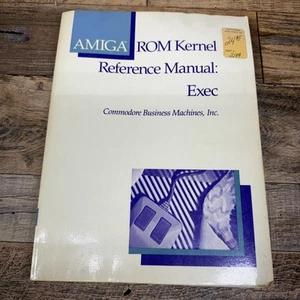 AMIGA ROM Kernel
Reference Manual:
Exec
Commodore Business Machines, Inc.